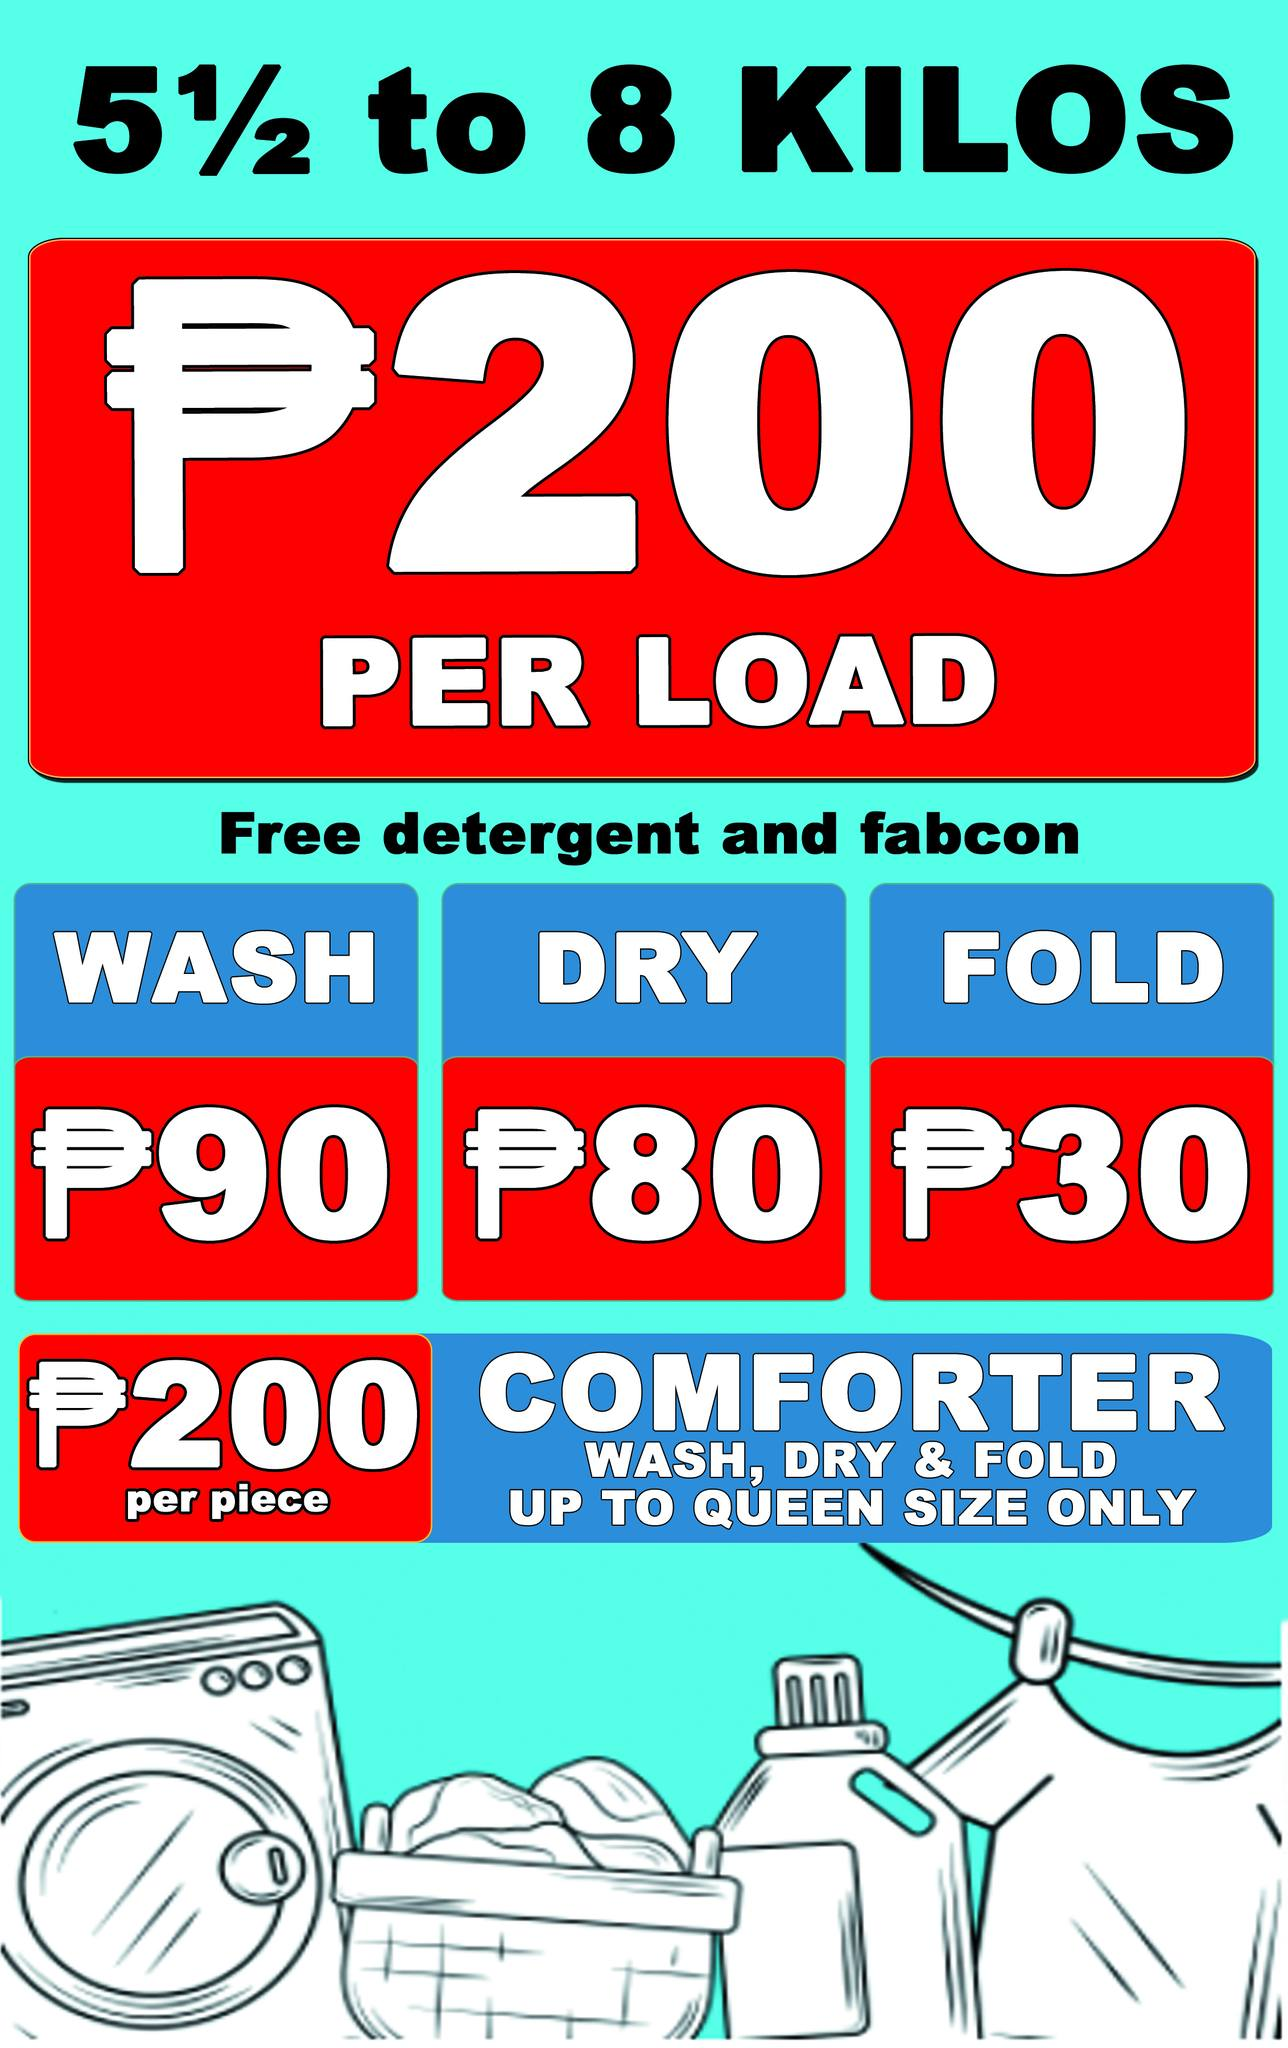 5½ to 8 KILOS
₱200
PER LOAD
Free detergent and fabcon
WASH
DRY
FOLD
₱90
₱80
₱30
₱200
per piece
COMFORTER
WASH, DRY & FOLD
UP TO QUEEN SIZE ONLY